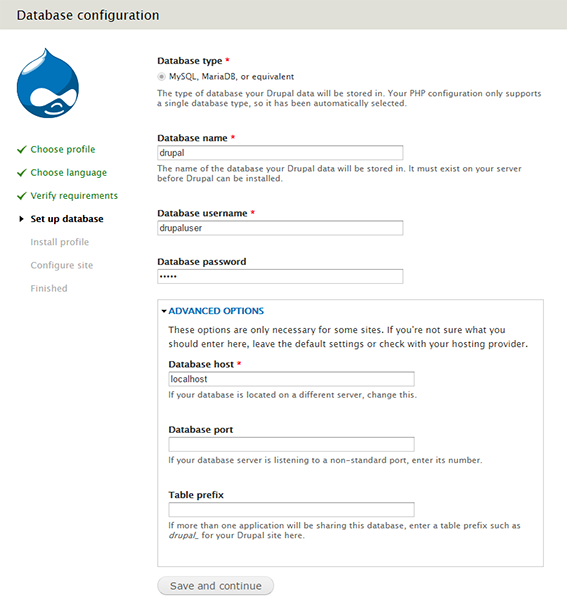 Database configuration
Choose profile
Choose language
Verify requirements
Set up database
Install profile
Configure site
Finished
Database type *
MySQL, MariaDB, or equivalent
The type of database your Drupal data will be stored in. Your PHP configuration only supports
a single database type, so it has been automatically selected.
Database name *
drupal
The name of the database your Drupal data will be stored in. It must exist on your server
before Drupal can be installed.
Database username *
drupaluser
Database password
•••••
ADVANCED OPTIONS
These options are only necessary for some sites. If you're not sure what you
should enter here, leave the default settings or check with your hosting provider.
Database host *
localhost
If your database is located on a different server, change this.
Database port
If your database server is listening to a non-standard port, enter its number.
Table prefix
If more than one application will be sharing this database, enter a table prefix such as
drupal_ for your Drupal site here.
Save and continue